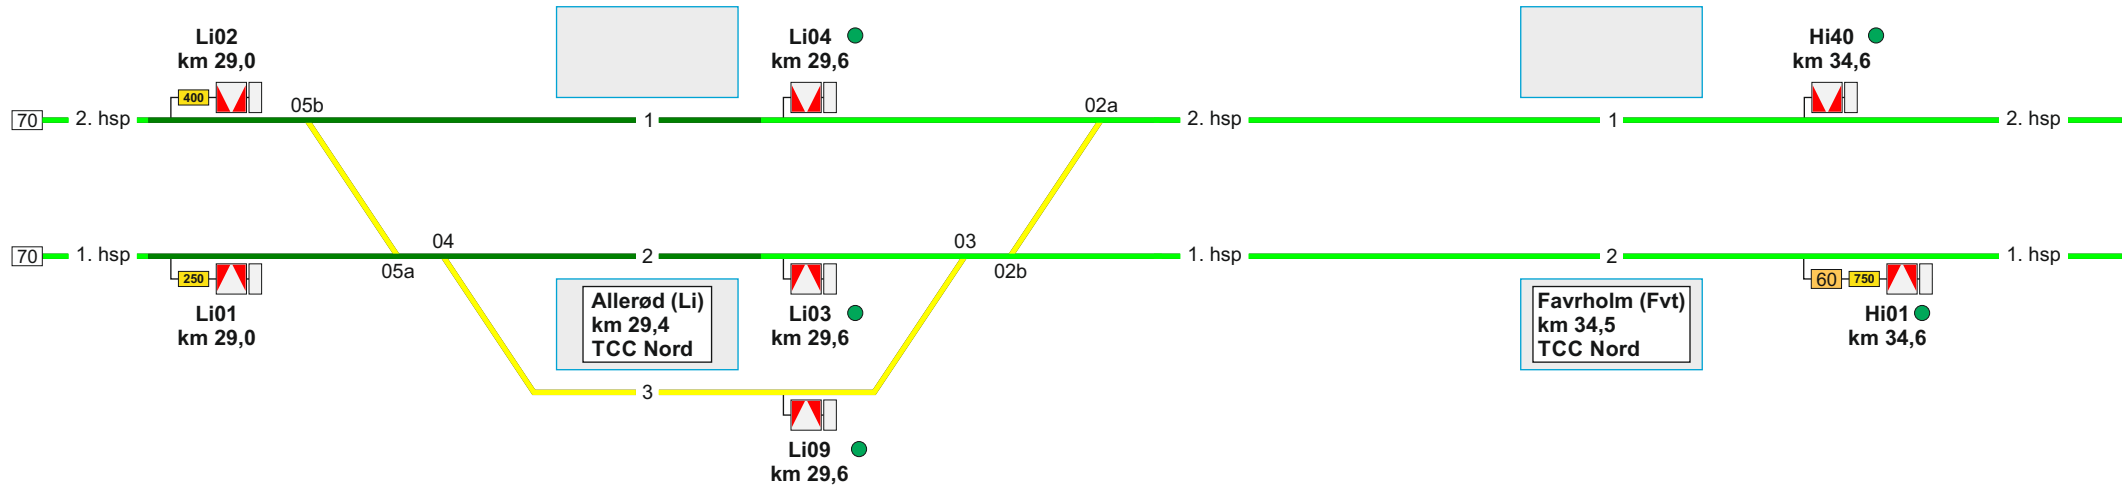 Li02
km 29,0
Li04
km 29,6
Hi40
km 34,6
400
05b
02a
70
2. hsp
1
2. hsp
1
2. hsp
04
03
70
1. hsp
2
1. hsp
2
1. hsp
05a
02b
250
60
750
Li01
km 29,0
Allerød (Li)
km 29,4
TCC Nord
Li03
km 29,6
Favrholm (Fvt)
km 34,5
TCC Nord
Hi01
km 34,6
3
Li09
km 29,6